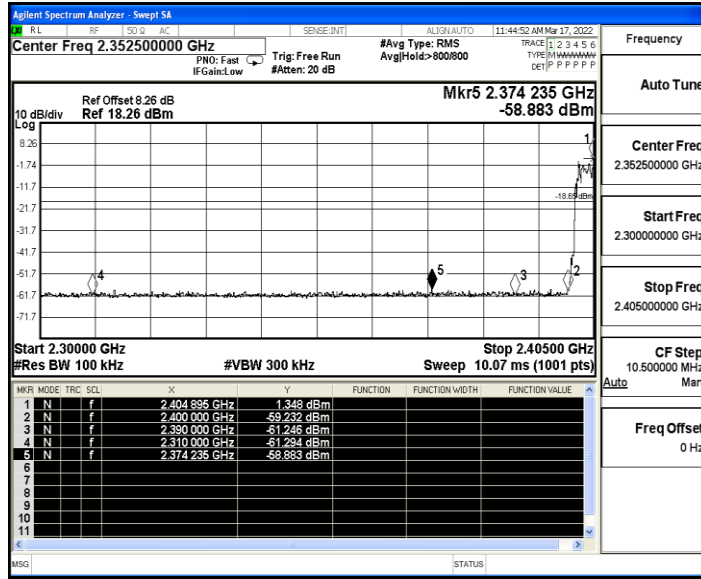 Agilent Spectrum Analyzer - Swept SA
RL RF 50 Ω AC SENSE:INT ALIGN AUTO 11:44:52 AM Mar 17, 2022
Center Freq 2.352500000 GHz
PNO: Fast
IFGain:Low
Trig: Free Run
#Atten: 20 dB
#Avg Type: RMS
Avg|Hold:>800/800
TRACE 1 2 3 4 5 6
TYPE M
DET P P P P P P
Frequency
Auto Tune
Center Freq
2.352500000 GHz
Start Freq
2.300000000 GHz
Stop Freq
2.405000000 GHz
CF Step
10.500000 MHz
Auto Man
Freq Offset
0 Hz
Mkr5 2.374 235 GHz
-58.883 dBm
Ref Offset 8.26 dB
Ref 18.26 dBm
10 dB/div
Log
8.26
-1.74
-11.7
-21.7
-31.7
-41.7
-51.7
-61.7
-71.7
1
-18.65 dBm
4
5
3
2
Start 2.30000 GHz Stop 2.40500 GHz
#Res BW 100 kHz #VBW 300 kHz Sweep 10.07 ms (1001 pts)
MKR MODE TRC SCL X Y FUNCTION FUNCTION WIDTH FUNCTION VALUE
1 N f 2.404 895 GHz 1.348 dBm
2 N f 2.400 000 GHz -59.232 dBm
3 N f 2.390 000 GHz -61.246 dBm
4 N f 2.310 000 GHz -61.294 dBm
5 N f 2.374 235 GHz -58.883 dBm
6
7
8
9
10
11
MSG STATUS